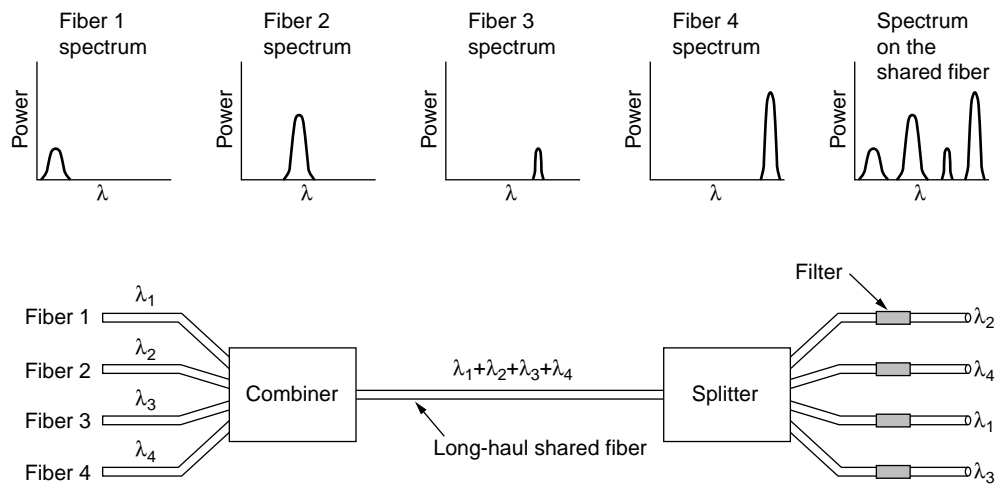 Fiber 1
spectrum
Fiber 2
spectrum
Fiber 3
spectrum
Fiber 4
spectrum
Spectrum
on the
shared fiber
Power
Power
Power
Power
Power
λ
λ
λ
λ
λ
Filter
Fiber 1
λ1
Fiber 2
λ2
Fiber 3
λ3
Fiber 4
λ4
Combiner
λ1+λ2+λ3+λ4
Long-haul shared fiber
Splitter
λ2
λ4
λ1
λ3